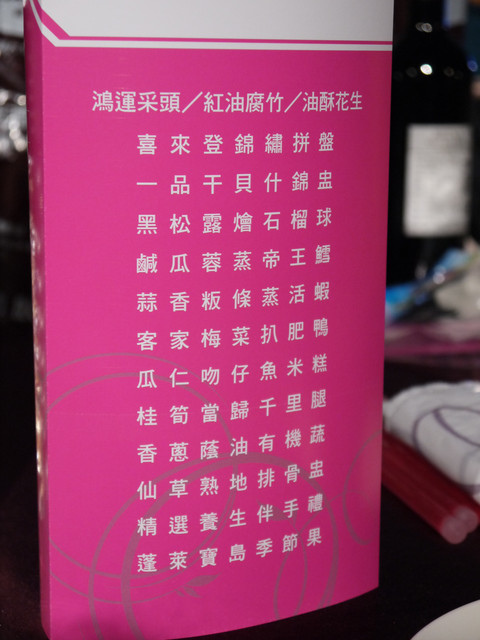 鴻運采頭／紅油腐竹／油酥花生
喜來登錦繡拼盤
一品干貝什錦盅
黑松露燴石榴球
鹹瓜蓉蒸帝王鱈
蒜香粄條蒸活蝦
客家梅菜扒肥鴨
瓜仁吻仔魚米糕
桂筍當歸千里腿
香蔥蔭油有機蔬
仙草熟地排骨盅
精選養生伴手禮
蓬萊寶島季節果